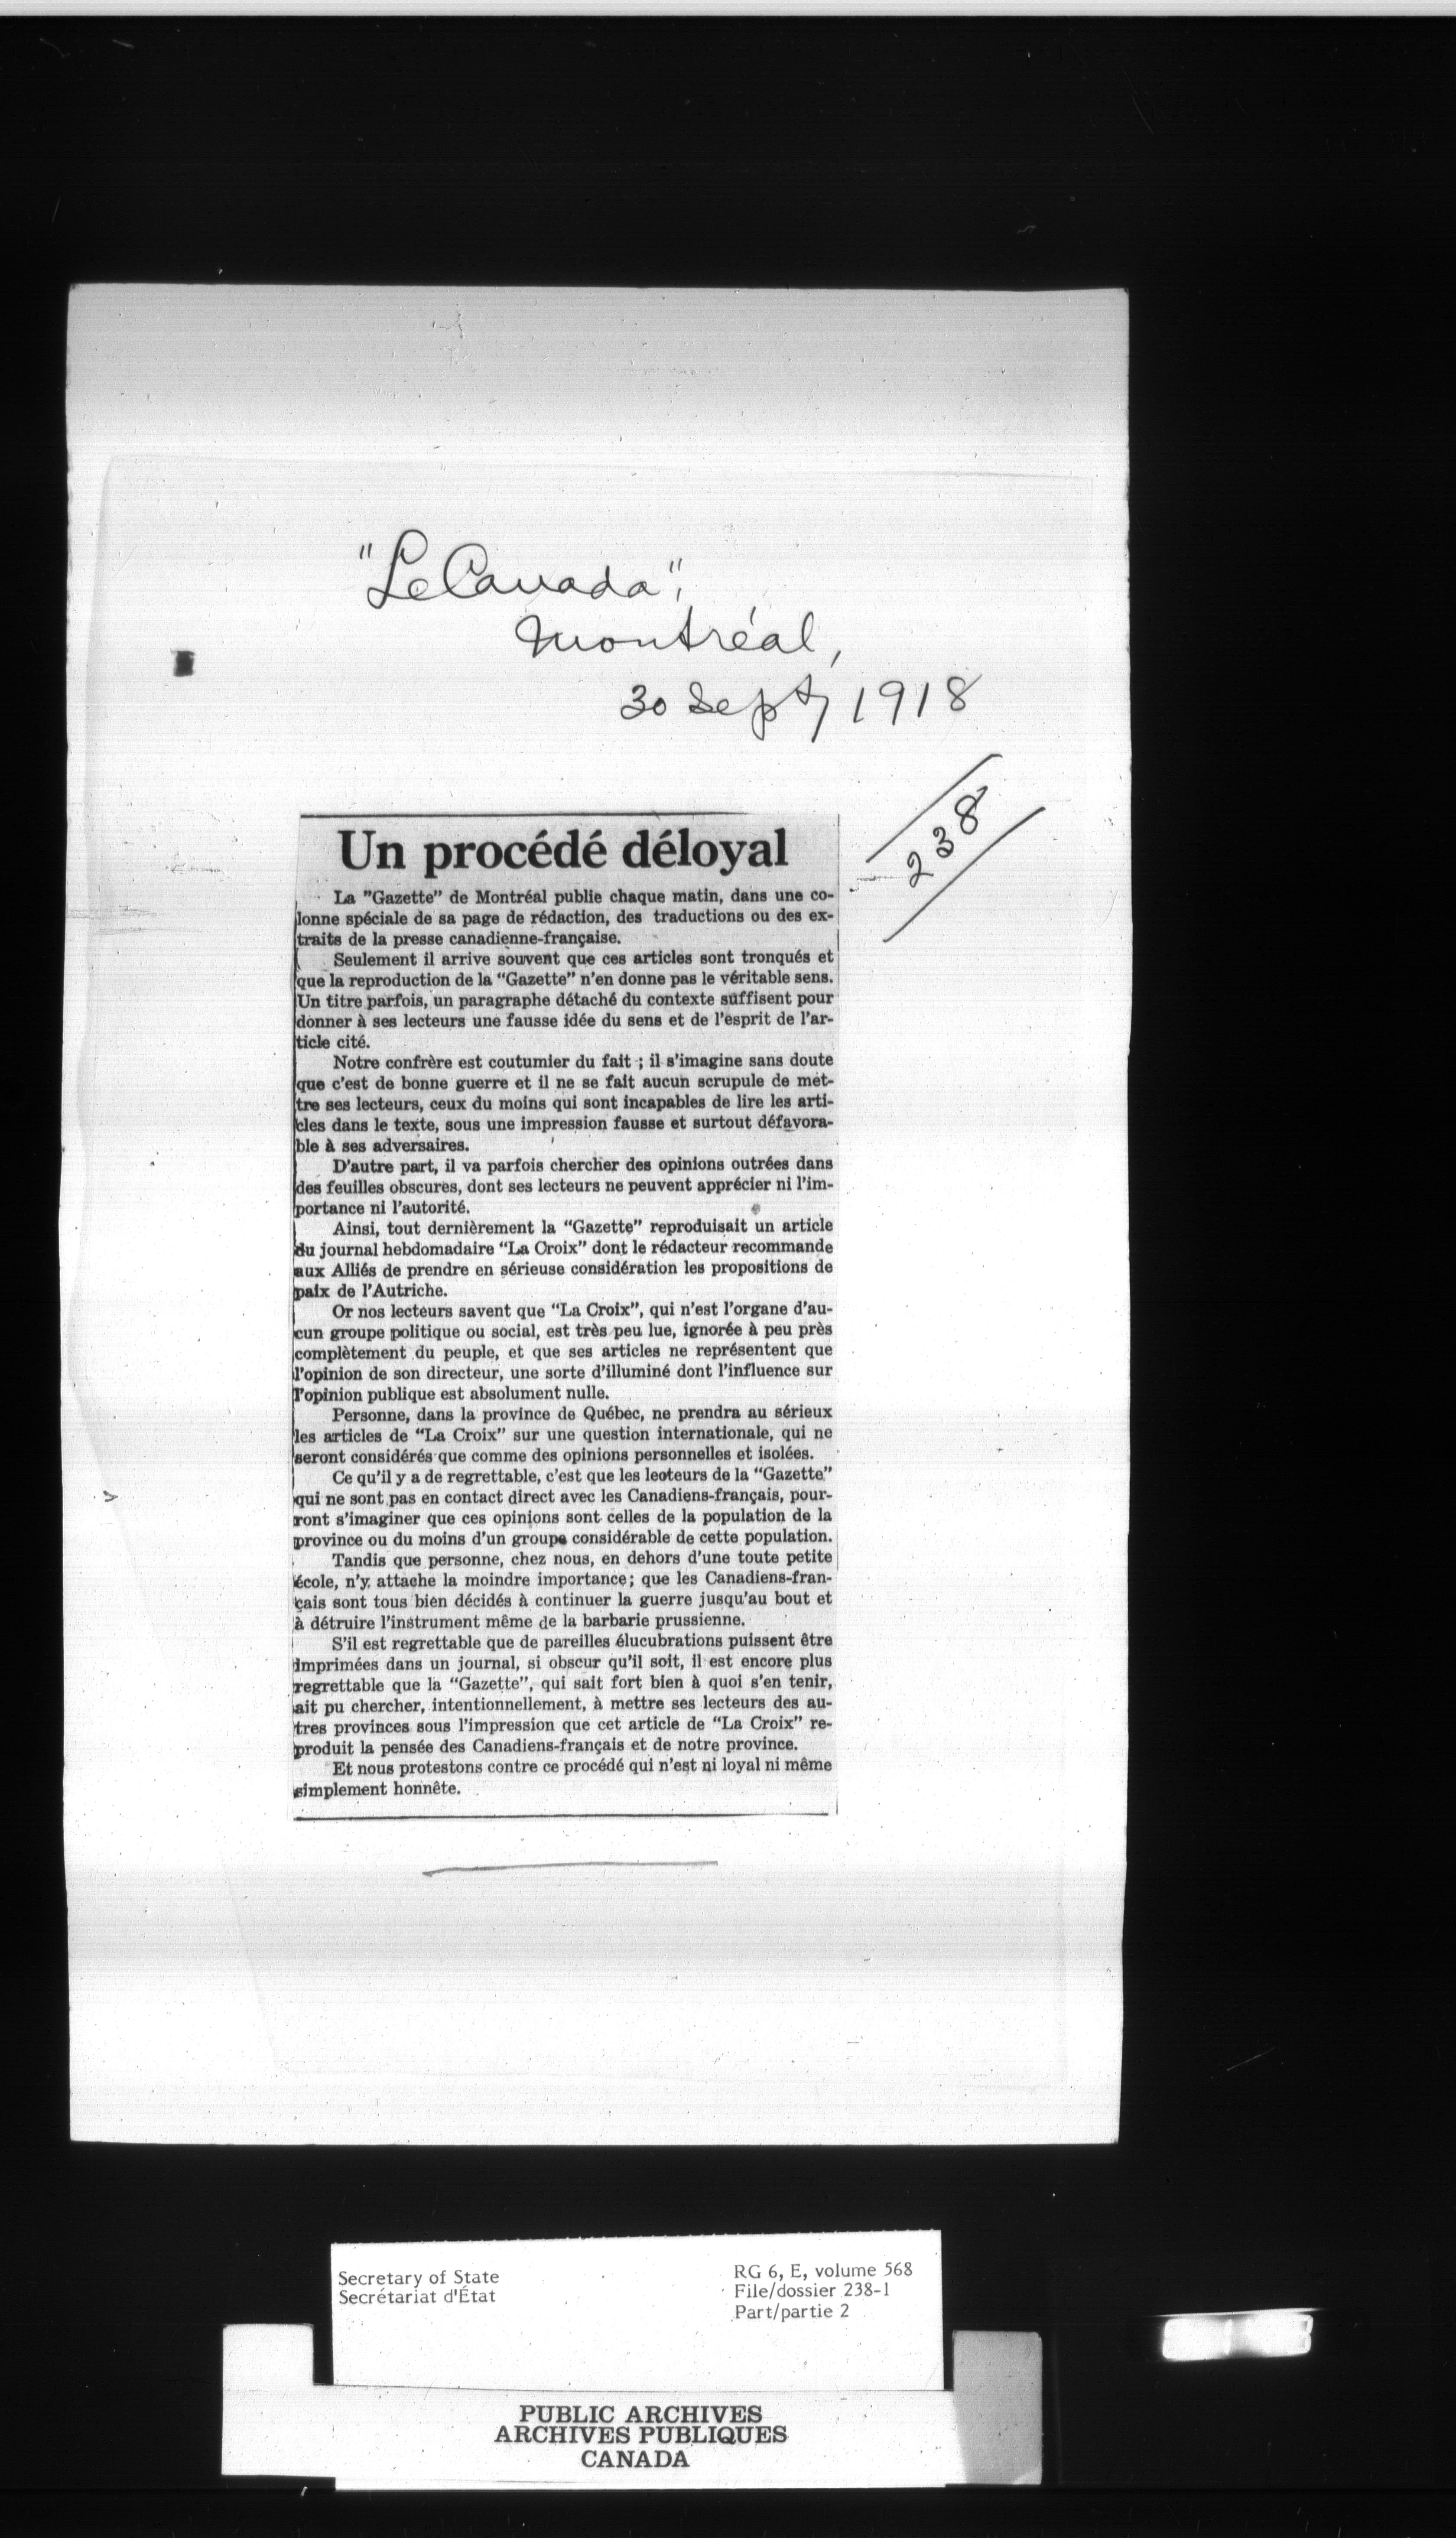 "Le Canada",
Montréal,
30 Sept, 1918
238
Un procédé déloyal
La "Gazette" de Montréal publie chaque matin, dans une co-
lonne spéciale de sa page de rédaction, des traductions ou des ex-
traits de la presse canadienne-française.
Seulement il arrive souvent que ces articles sont tronqués et
que la reproduction de la "Gazette" n'en donne pas le véritable sens.
Un titre parfois, un paragraphe détaché du contexte suffisent pour
donner à ses lecteurs une fausse idée du sens et de l'esprit de l'ar-
ticle cité.
Notre confrère est coutumier du fait ; il s'imagine sans doute
que c'est de bonne guerre et il ne se fait aucun scrupule de met-
tre ses lecteurs, ceux du moins qui sont incapables de lire les arti-
cles dans le texte, sous une impression fausse et surtout défavora-
ble à ses adversaires.
D'autre part, il va parfois chercher des opinions outrées dans
des feuilles obscures, dont ses lecteurs ne peuvent apprécier ni l'im-
portance ni l'autorité.
Ainsi, tout dernièrement la "Gazette" reproduisait un article
du journal hebdomadaire "La Croix" dont le rédacteur recommande
aux Alliés de prendre en sérieuse considération les propositions de
paix de l'Autriche.
Or nos lecteurs savent que "La Croix", qui n'est l'organe d'au-
cun groupe politique ou social, est très peu lue, ignorée à peu près
complètement du peuple, et que ses articles ne représentent que
l'opinion de son directeur, une sorte d'illuminé dont l'influence sur
l'opinion publique est absolument nulle.
Personne, dans la province de Québec, ne prendra au sérieux
les articles de "La Croix" sur une question internationale, qui ne
seront considérés que comme des opinions personnelles et isolées.
Ce qu'il y a de regrettable, c'est que les lecteurs de la "Gazette"
qui ne sont pas en contact direct avec les Canadiens-français, pour-
ront s'imaginer que ces opinions sont celles de la population de la
province ou du moins d'un groupe considérable de cette population.
Tandis que personne, chez nous, en dehors d'une toute petite
école, n'y attache la moindre importance; que les Canadiens-fran-
çais sont tous bien décidés à continuer la guerre jusqu'au bout et
à détruire l'instrument même de la barbarie prussienne.
S'il est regrettable que de pareilles élucubrations puissent être
imprimées dans un journal, si obscur qu'il soit, il est encore plus
regrettable que la "Gazette", qui sait fort bien à quoi s'en tenir,
ait pu chercher, intentionnellement, à mettre ses lecteurs des au-
tres provinces sous l'impression que cet article de "La Croix" re-
produit la pensée des Canadiens-français et de notre province.
Et nous protestons contre ce procédé qui n'est ni loyal ni même
simplement honnête.
Secretary of State
Secrétariat d'État
RG 6, E, volume 568
File/dossier 238-1
Part/partie 2
PUBLIC ARCHIVES
ARCHIVES PUBLIQUES
CANADA